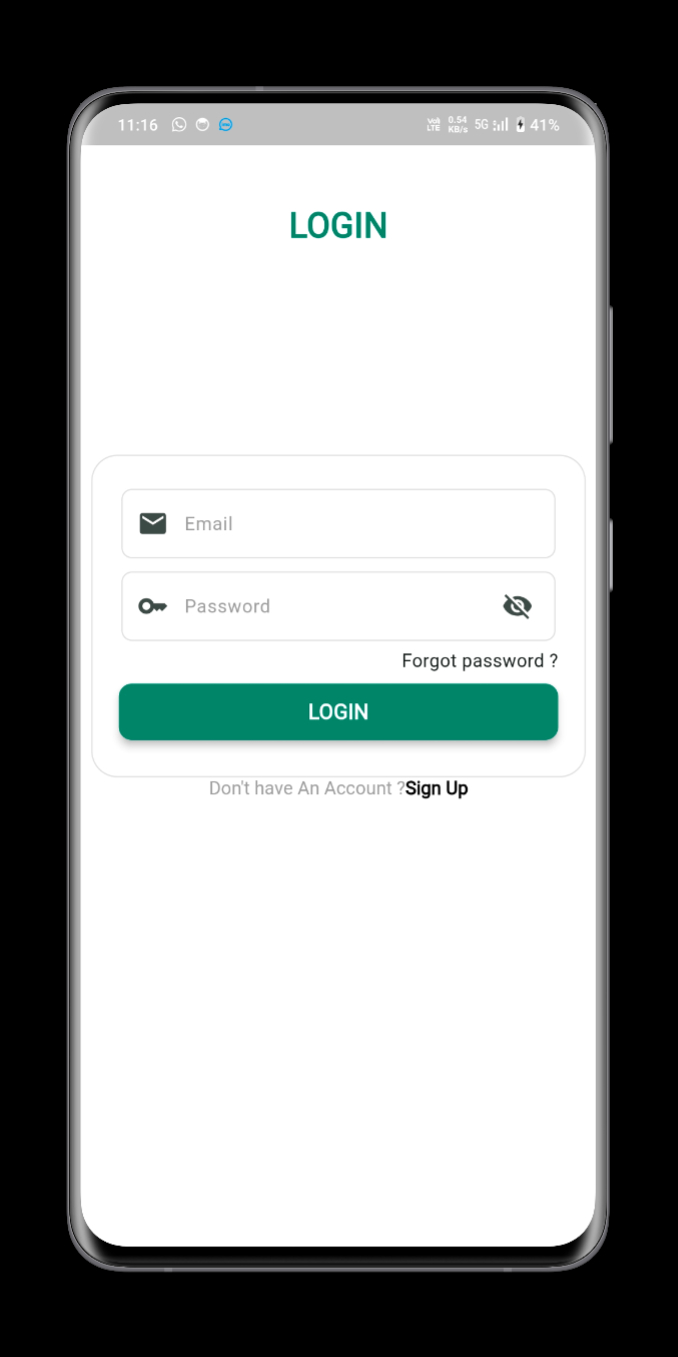 11:16 Vo) LTE 0.54 KB/s 5G 41%
LOGIN
Email
Password
Forgot password ?
LOGIN
Don't have An Account ?Sign Up